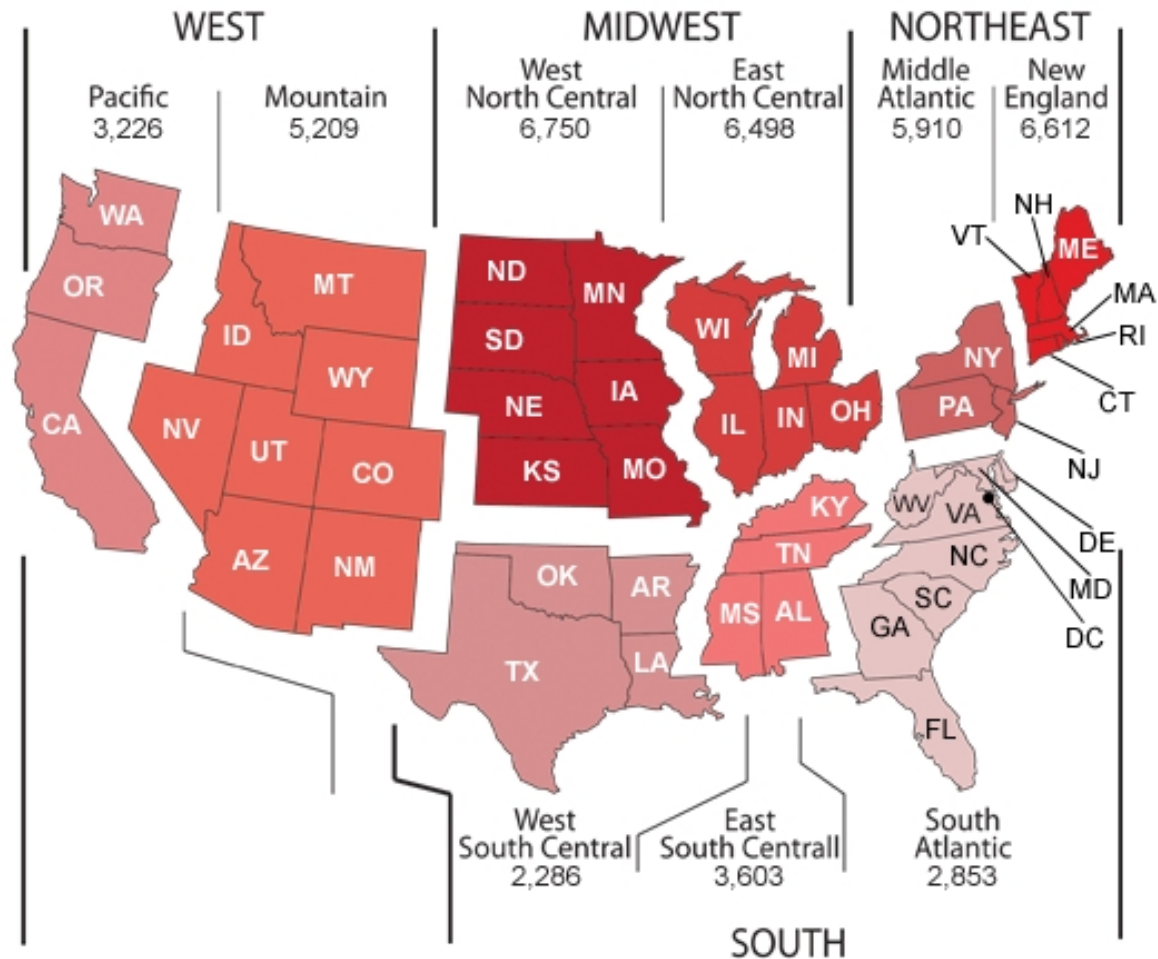 WEST
MIDWEST
NORTHEAST
Pacific
3,226
Mountain
5,209
West
North Central
6,750
East
North Central
6,498
Middle
Atlantic
5,910
New
England
6,612
WA
OR
CA
MT
ID
WY
NV
UT
CO
AZ
NM
ND
MN
SD
IA
NE
KS
MO
WI
MI
IL
IN
OH
NH
VT
ME
MA
RI
CT
NY
PA
NJ
KY
TN
MS
AL
OK
AR
TX
LA
WV
VA
DE
MD
DC
NC
SC
GA
FL
West
South Central
2,286
East
South Centrall
3,603
South
Atlantic
2,853
SOUTH